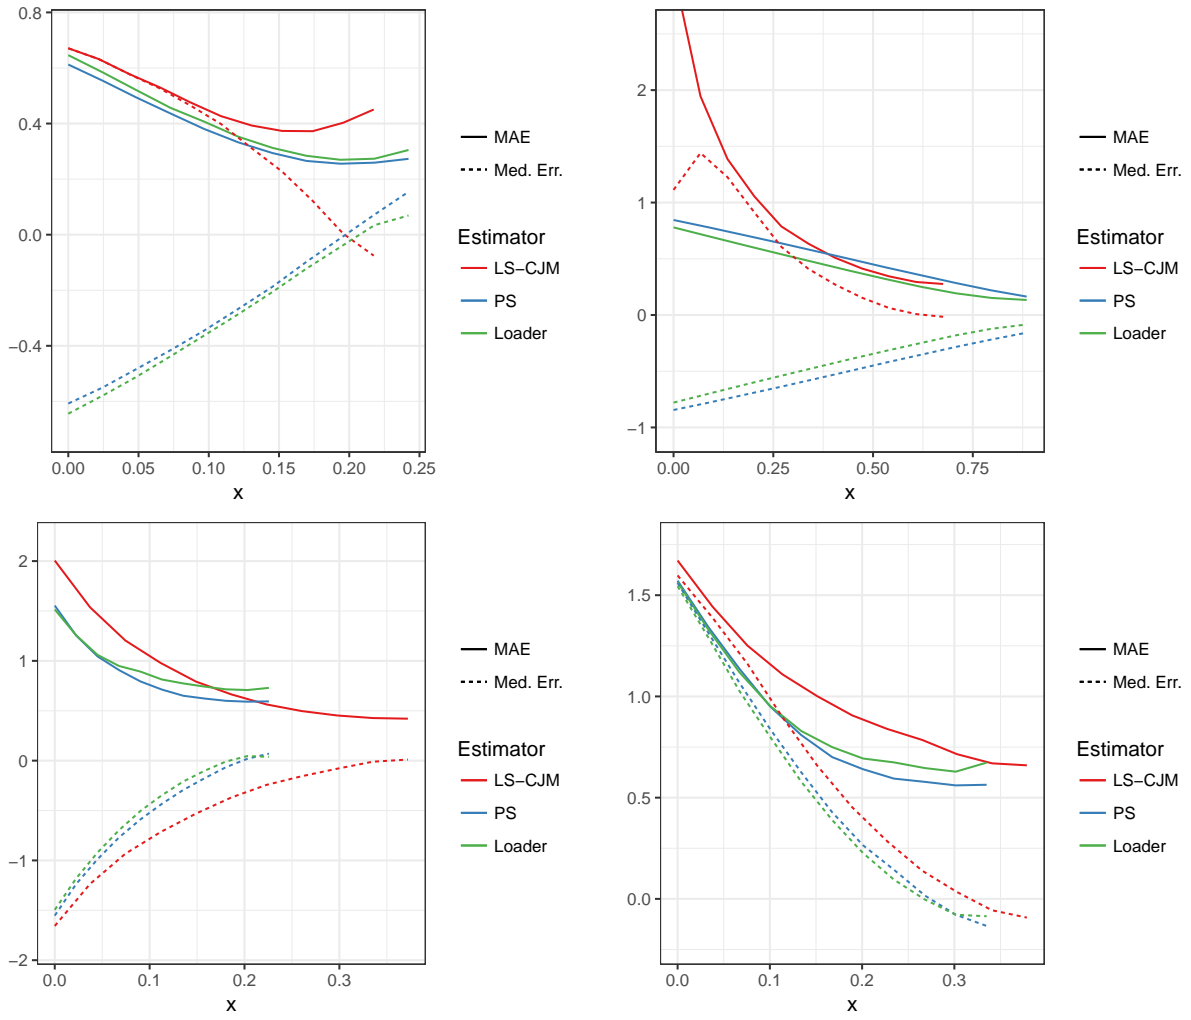 0.8
0.4
0.0
−0.4
0.00 0.05 0.10 0.15 0.20 0.25
x
MAE
Med. Err.
Estimator
LS−CJM
PS
Loader
2
1
0
−1
0.00 0.25 0.50 0.75
x
MAE
Med. Err.
Estimator
LS−CJM
PS
Loader
2
1
0
−1
−2
0.0 0.1 0.2 0.3
x
MAE
Med. Err.
Estimator
LS−CJM
PS
Loader
1.5
1.0
0.5
0.0
0.0 0.1 0.2 0.3
x
MAE
Med. Err.
Estimator
LS−CJM
PS
Loader